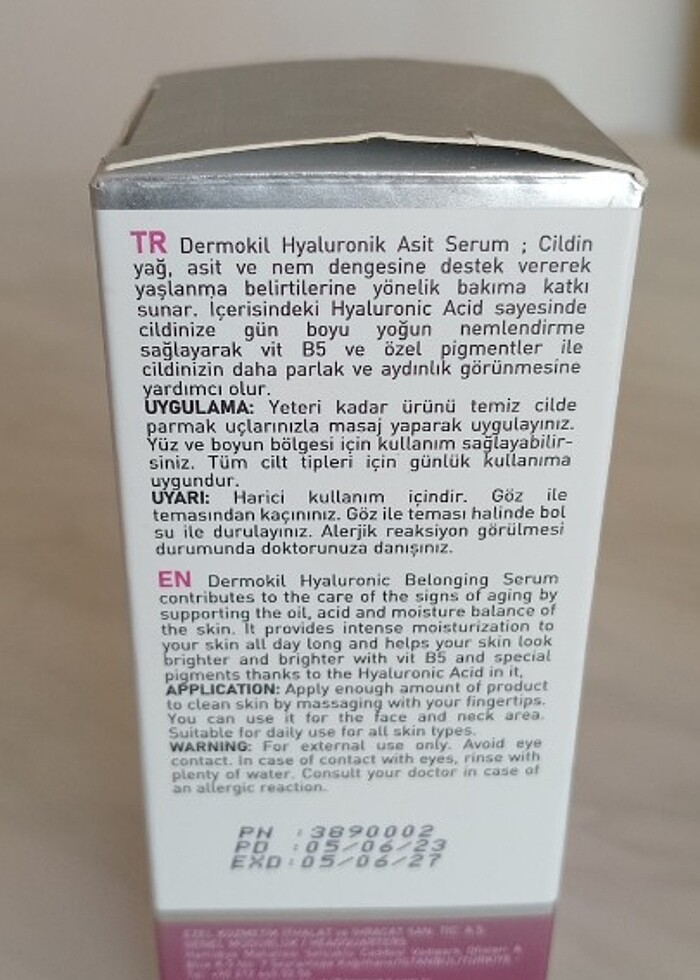 TR Dermokil Hyaluronik Asit Serum ; Cildin
yağ, asit ve nem dengesine destek vererek
yaşlanma belirtilerine yönelik bakıma katkı
sunar. İçerisindeki Hyaluronic Acid sayesinde
cildinize gün boyu yoğun nemlendirme
sağlayarak vit B5 ve özel pigmentler ile
cildinizin daha parlak ve aydınlık görünmesine
yardımcı olur.
UYGULAMA: Yeteri kadar ürünü temiz cilde
parmak uçlarınızla masaj yaparak uygulayınız.
Yüz ve boyun bölgesi için kullanım sağlayabilir-
siniz. Tüm cilt tipleri için günlük kullanıma
uygundur.
UYARI: Harici kullanım içindir. Göz ile
temasından kaçınınız. Göz ile teması halinde bol
su ile durulayınız. Alerjik reaksiyon görülmesi
durumunda doktorunuza danışınız.
EN Dermokil Hyaluronic Belonging Serum
contributes to the care of the signs of aging by
supporting the oil, acid and moisture balance of
the skin. It provides intense moisturization to
your skin all day long and helps your skin look
brighter and brighter with vit B5 and special
pigments thanks to the Hyaluronic Acid in it,
APPLICATION: Apply enough amount of product
to clean skin by massaging with your fingertips.
You can use it for the face and neck area.
Suitable for daily use for all skin types.
WARNING: For external use only. Avoid eye
contact. In case of contact with eyes, rinse with
plenty of water. Consult your doctor in case of
an allergic reaction.
PN :3890002
PD :05/06/23
EXD:05/06/27
EZEL KOZMETİK İTHALAT ve İHRACAT SAN. TİC. A.Ş.
GENEL MÜDÜRLÜK / HEADQUARTERS